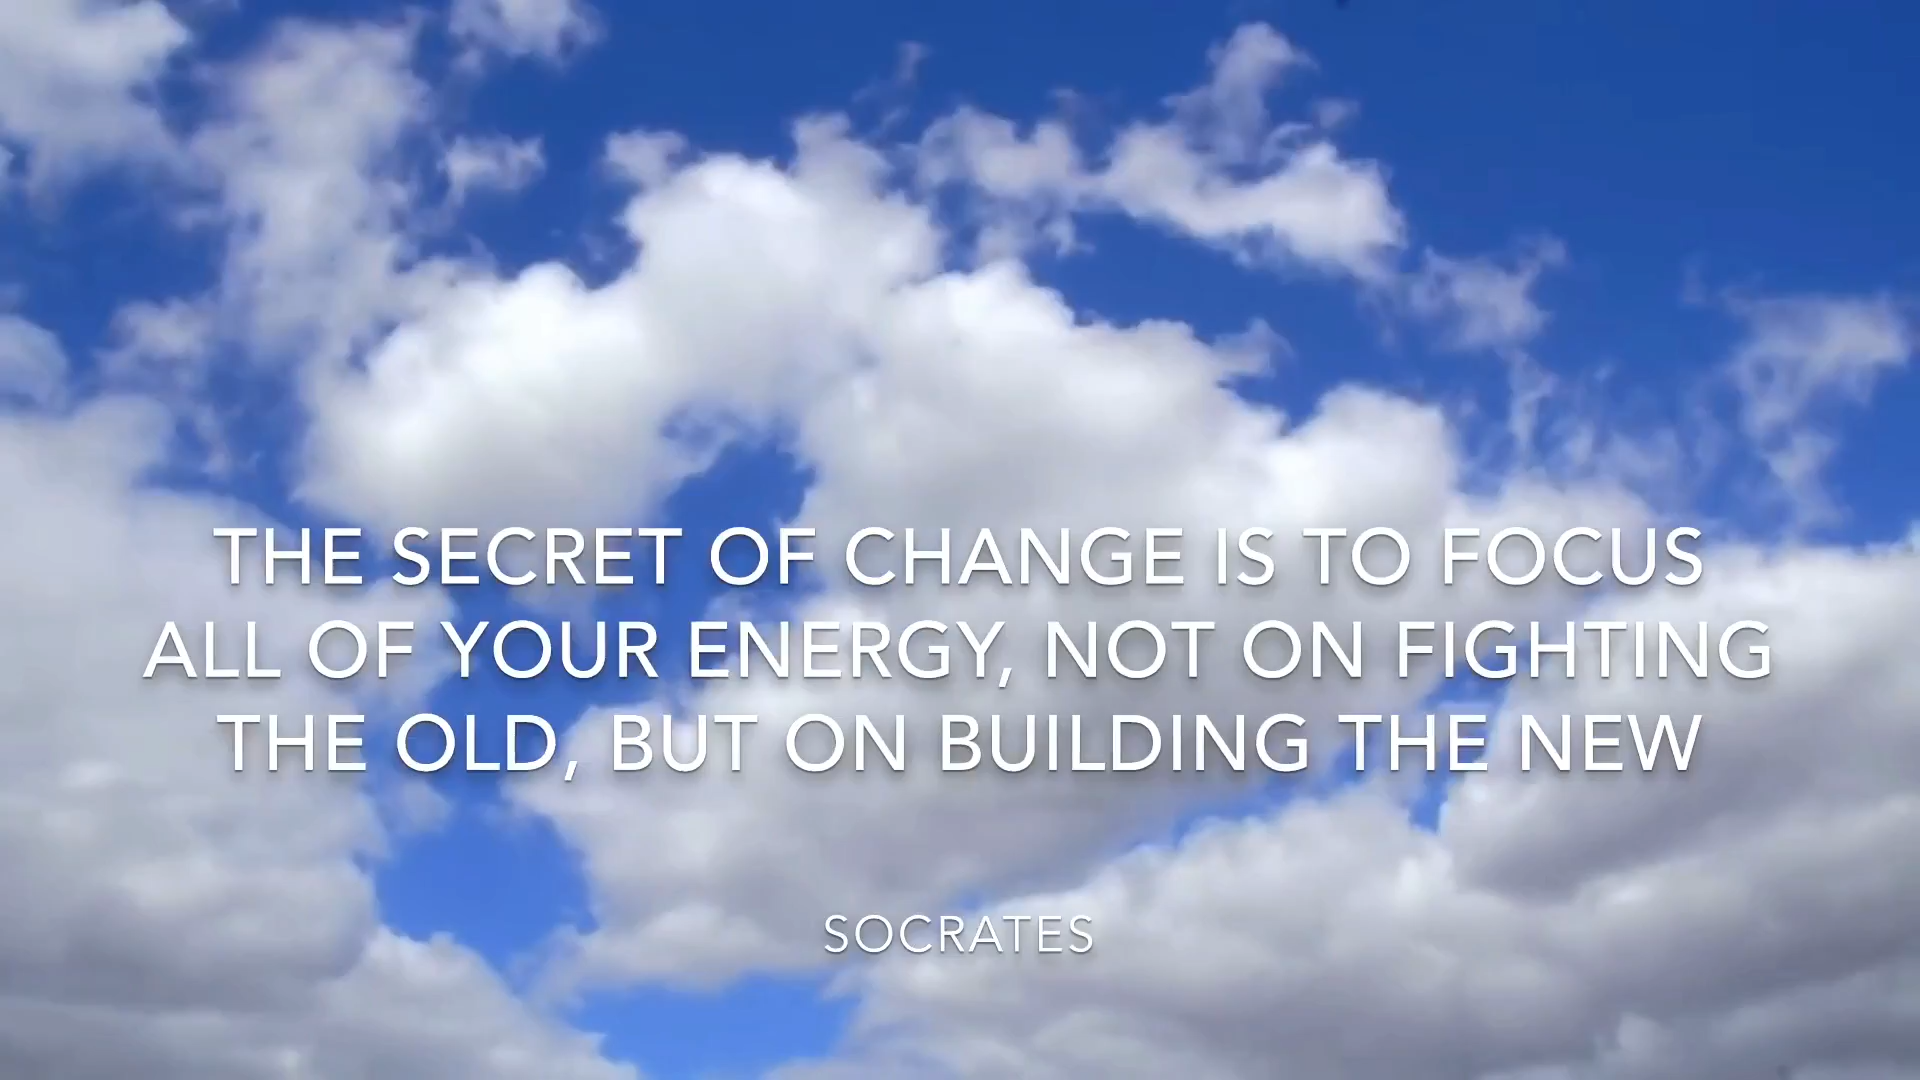 THE SECRET OF CHANGE IS TO FOCUS
ALL OF YOUR ENERGY, NOT ON FIGHTING
THE OLD, BUT ON BUILDING THE NEW
SOCRATES